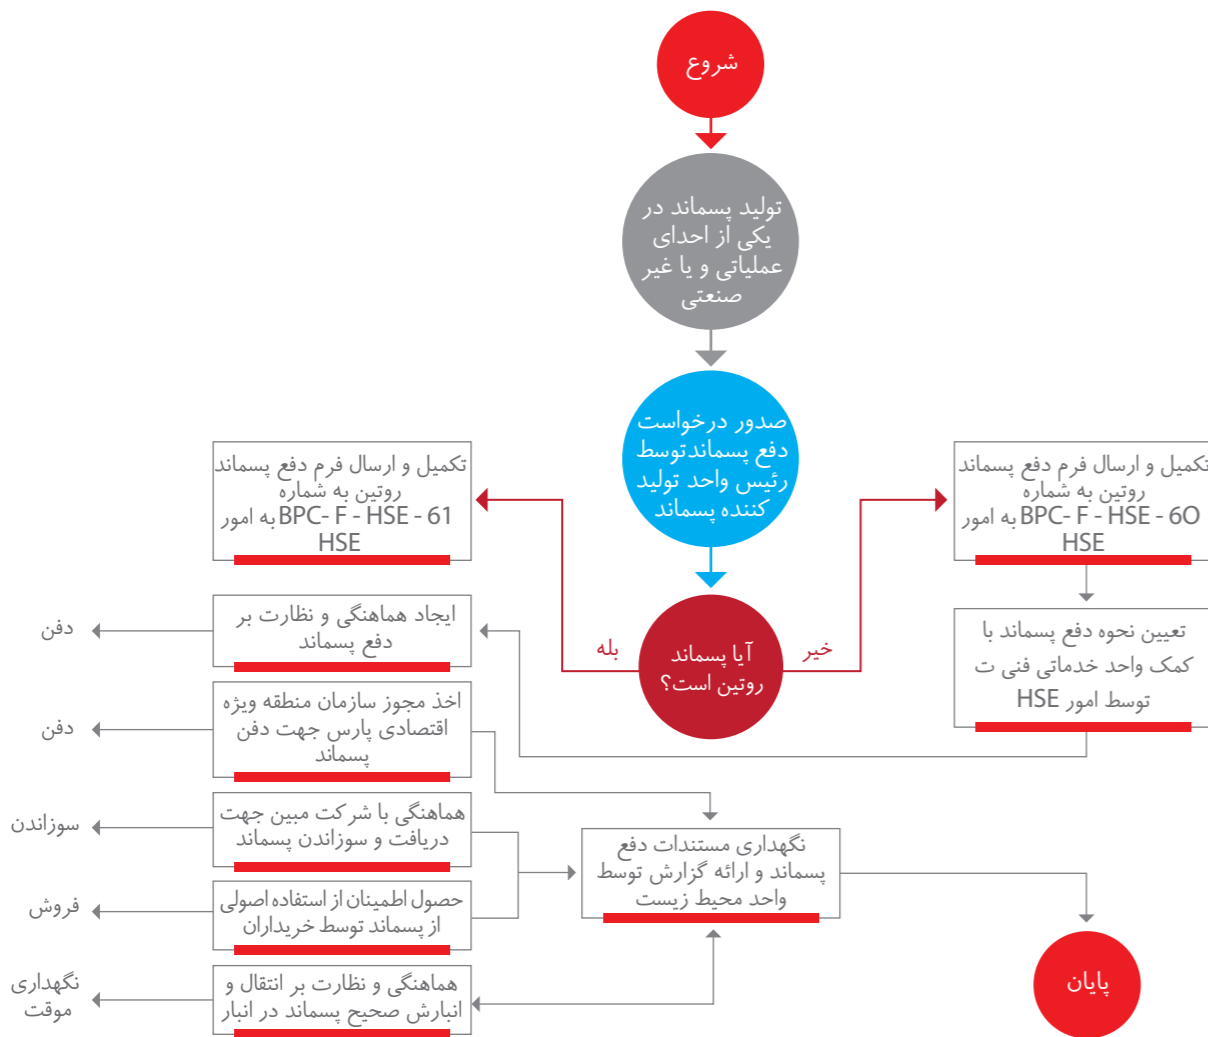 شروع
تولید پسماند در
یکی از احدای
عملیاتی و یا غیر
صنعتی
صدور درخواست
دفع پسماندتوسط
رئیس واحد تولید
کننده پسماند
آیا پسماند
روتین است؟
خیر
بله
تکمیل و ارسال فرم دفع پسماند
روتین به شماره
BPC- F - HSE - 6O به امور
HSE
تعیین نحوه دفع پسماند با
کمک واحد خدماتی فنی ت
توسط امور HSE
تکمیل و ارسال فرم دفع پسماند
روتین به شماره
BPC- F - HSE - 61 به امور
HSE
ایجاد هماهنگی و نظارت بر
دفع پسماند
دفن
اخذ مجوز سازمان منطقه ویژه
اقتصادی پارس جهت دفن
پسماند
دفن
هماهنگی با شرکت مبین جهت
دریافت و سوزاندن پسماند
سوزاندن
حصول اطمینان از استفاده اصولی
از پسماند توسط خریداران
فروش
هماهنگی و نظارت بر انتقال و
انبارش صحیح پسماند در انبار
نگهداری
موقت
نگهداری مستندات دفع
پسماند و ارائه گزارش توسط
واحد محیط زیست
پایان